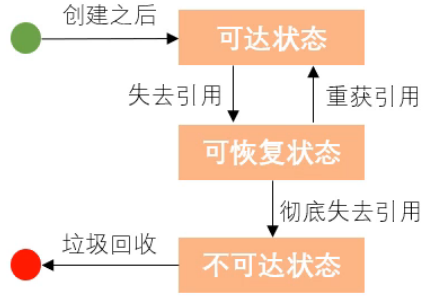 创建之后
可达状态
失去引用
重获引用
可恢复状态
彻底失去引用
垃圾回收
不可达状态